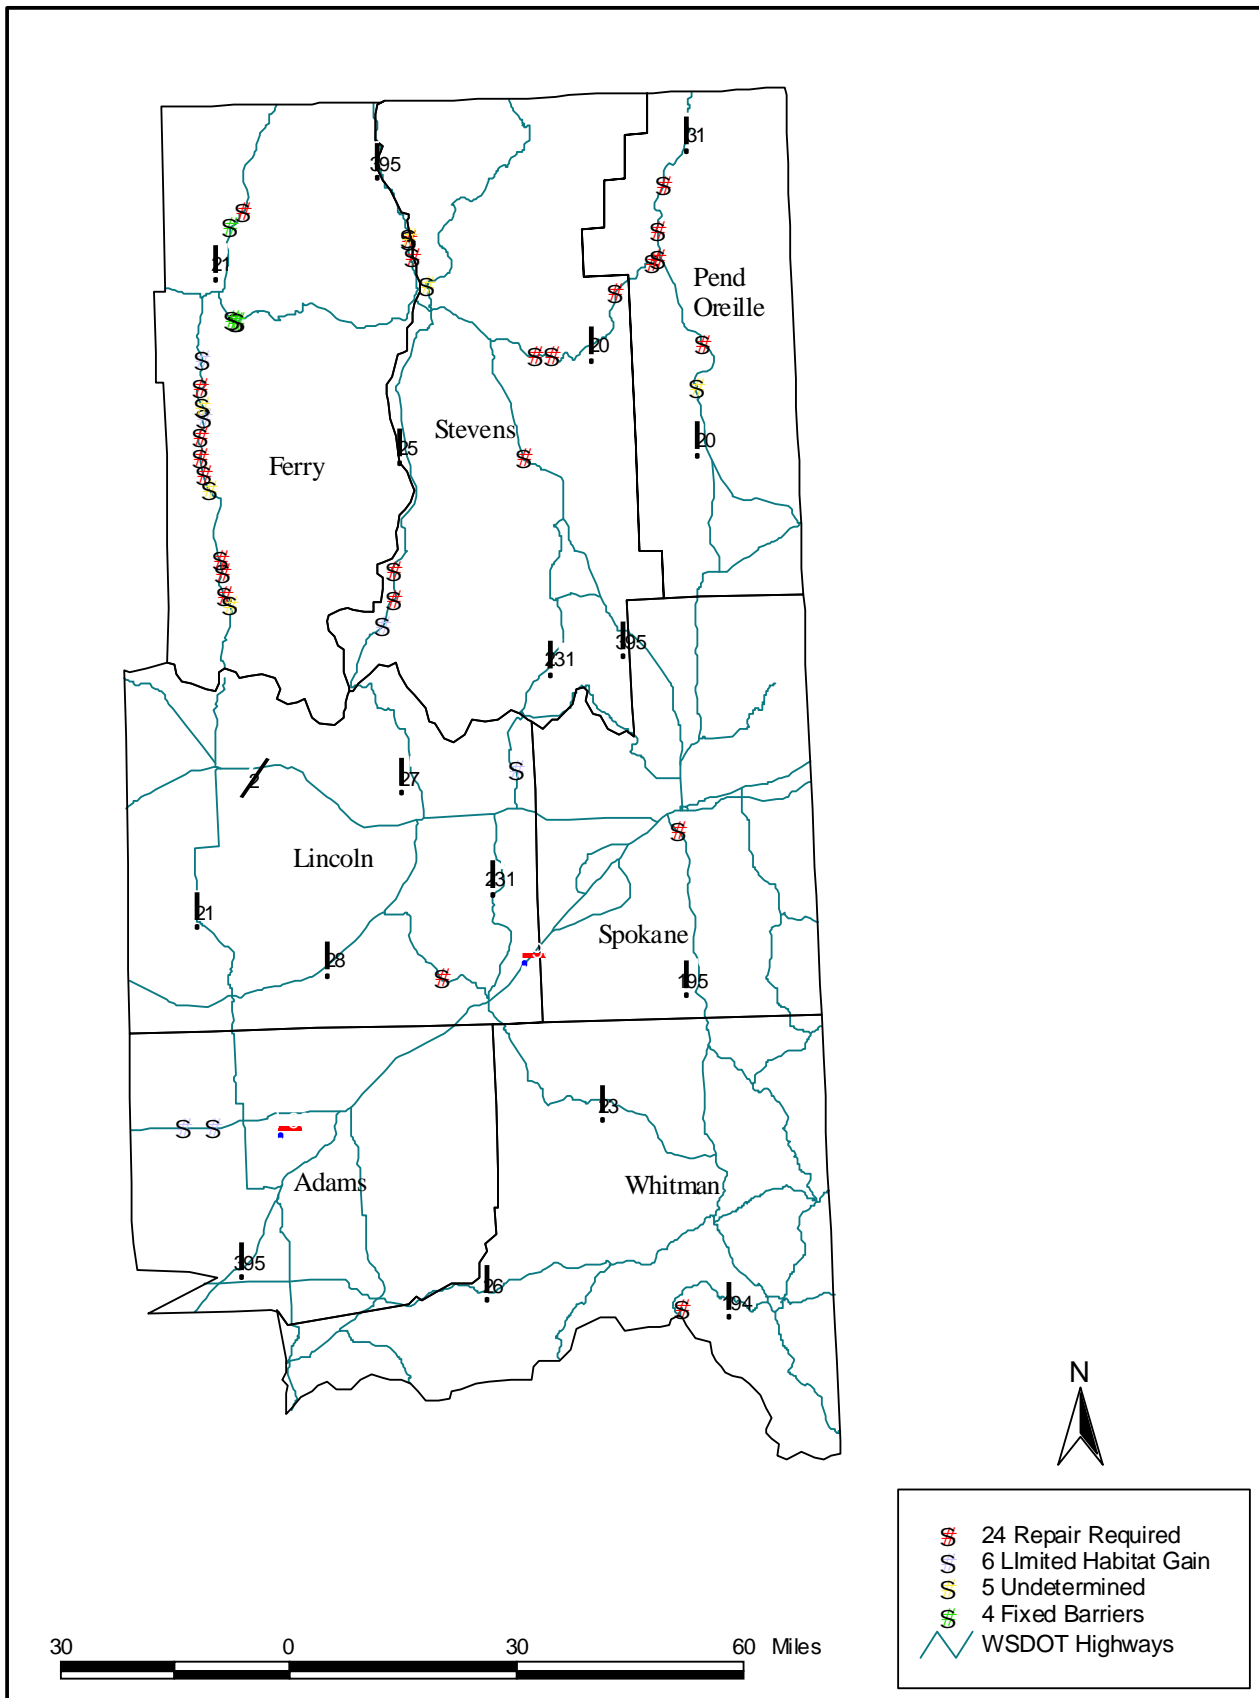 31
395
21
Pend
Oreille
20
Stevens
20
25
Ferry
395
231
2
27
Lincoln
231
21
Spokane
28
195
23
Adams
Whitman
395
26
194
N
24 Repair Required
6 LImited Habitat Gain
5 Undetermined
4 Fixed Barriers
WSDOT Highways
30 0 30 60 Miles